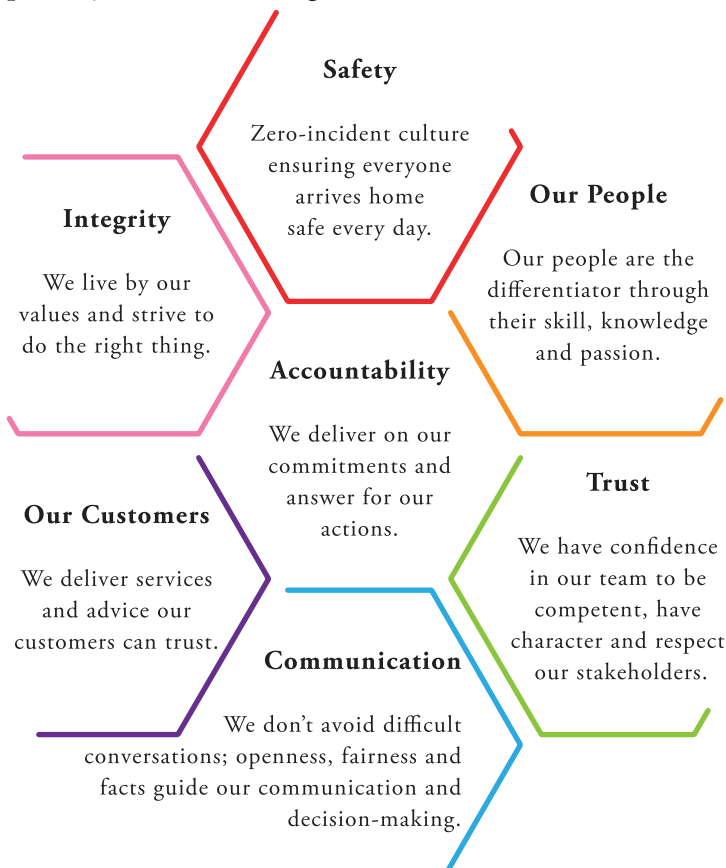 Safety
Zero-incident culture
ensuring everyone
arrives home
safe every day.
Our People
Our people are the
differentiator through
their skill, knowledge
and passion.
Integrity
We live by our
values and strive to
do the right thing.
Accountability
We deliver on our
commitments and
answer for our
actions.
Trust
We have confidence
in our team to be
competent, have
character and respect
our stakeholders.
Our Customers
We deliver services
and advice our
customers can trust.
Communication
We don’t avoid difficult
conversations; openness, fairness and
facts guide our communication and
decision-making.